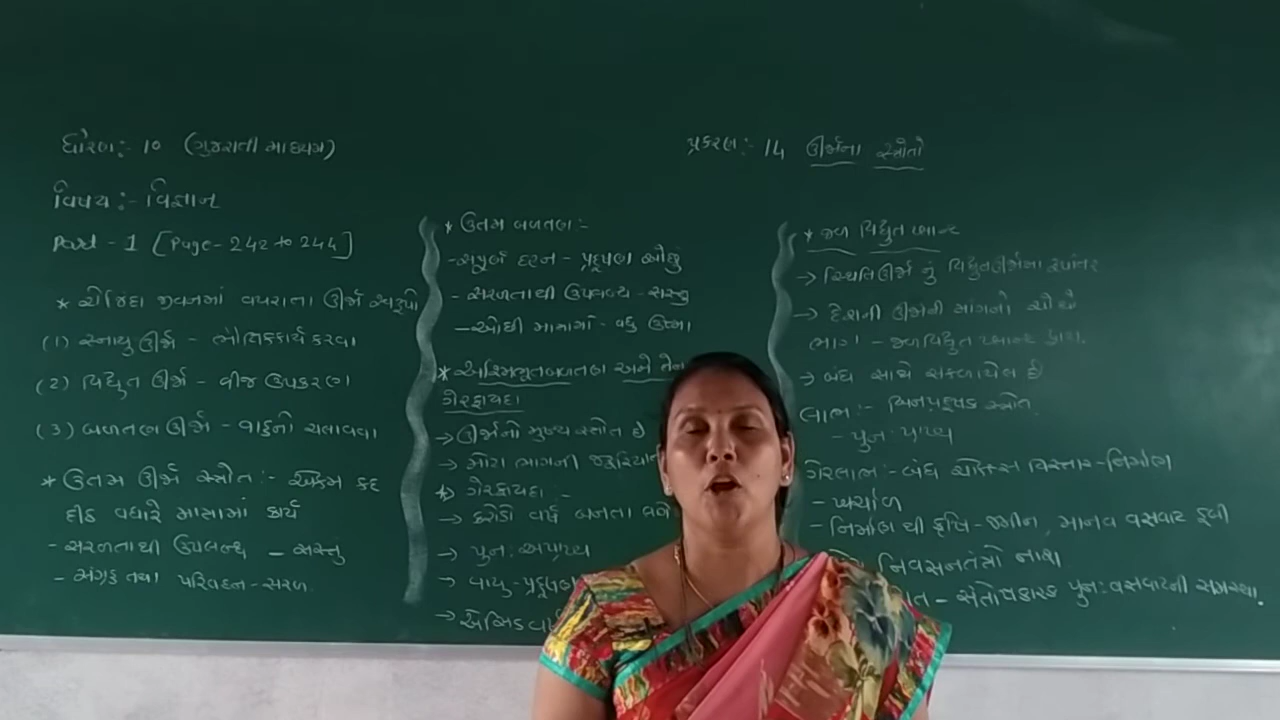 ધોરણ:- ૧૦ (ગુજરાતી માધ્યમ)
પ્રકરણ:- 14 ઊર્જાના સ્ત્રોતો
વિષય:- વિજ્ઞાન
Part - 1 [Page - 242 to 244]
* રોજિંદા જીવનમાં વપરાતા ઊર્જા સ્વરૂપો
(1) સ્નાયુ ઊર્જા - ભૌતિકકાર્ય કરવા
(2) વિદ્યુત ઊર્જા - વીજ ઉપકરણ
(3) બળતણ ઊર્જા - વાહનો ચલાવવા
* ઉત્તમ ઊર્જા સ્ત્રોત:- એકમ કદ
દીઠ વધારે માત્રામાં કાર્ય
- સરળતાથી ઉપલબ્ધ - સસ્તું
- સંગ્રહ તથા પરિવહન - સરળ
* ઉત્તમ બળતણ:-
- સંપૂર્ણ દહન - પ્રદૂષણ ઓછું
- સરળતાથી ઉપલબ્ધ - સસ્તુ
- ઓછી માત્રામાં - વધુ ઉષ્મા
* અશ્મિભૂતબળતણ અને તેના
ગેરફાયદા
→ ઊર્જાનો મુખ્ય સ્ત્રોત છે
→ મોટા ભાગની
* ગેરફાયદા:-
→ કરોડો વર્ષ બનતા
→ પુન: અપ્રાપ્ય
→ વાયુ - પ્રદૂષણ
→ એસિડ
* જળ વિદ્યુત પ્લાન્ટ
→ સ્થિતિઊર્જા નું વિદ્યુતઊર્જામાં રૂપાંતર
→ દેશની ઊર્જાની માંગનો ચોથો
ભાગ - જળવિદ્યુત પ્લાન્ટ દ્વારા.
→ બંધ સાથે સંકળાયેલ છે
લાભ:- બિનપ્રદૂષક સ્ત્રોત
- પુન: પ્રાપ્ય
ગેરલાભ:- બંધ ચોક્કસ વિસ્તાર - નિર્માણ
- ખર્ચાળ
- નિર્માણથી કૃષિ - જમીન, માનવ વસવાટ ડૂબી
નિવસનતંત્રો નાશ
- સંતોષકારક પુન: વસવાટની સમસ્યા.